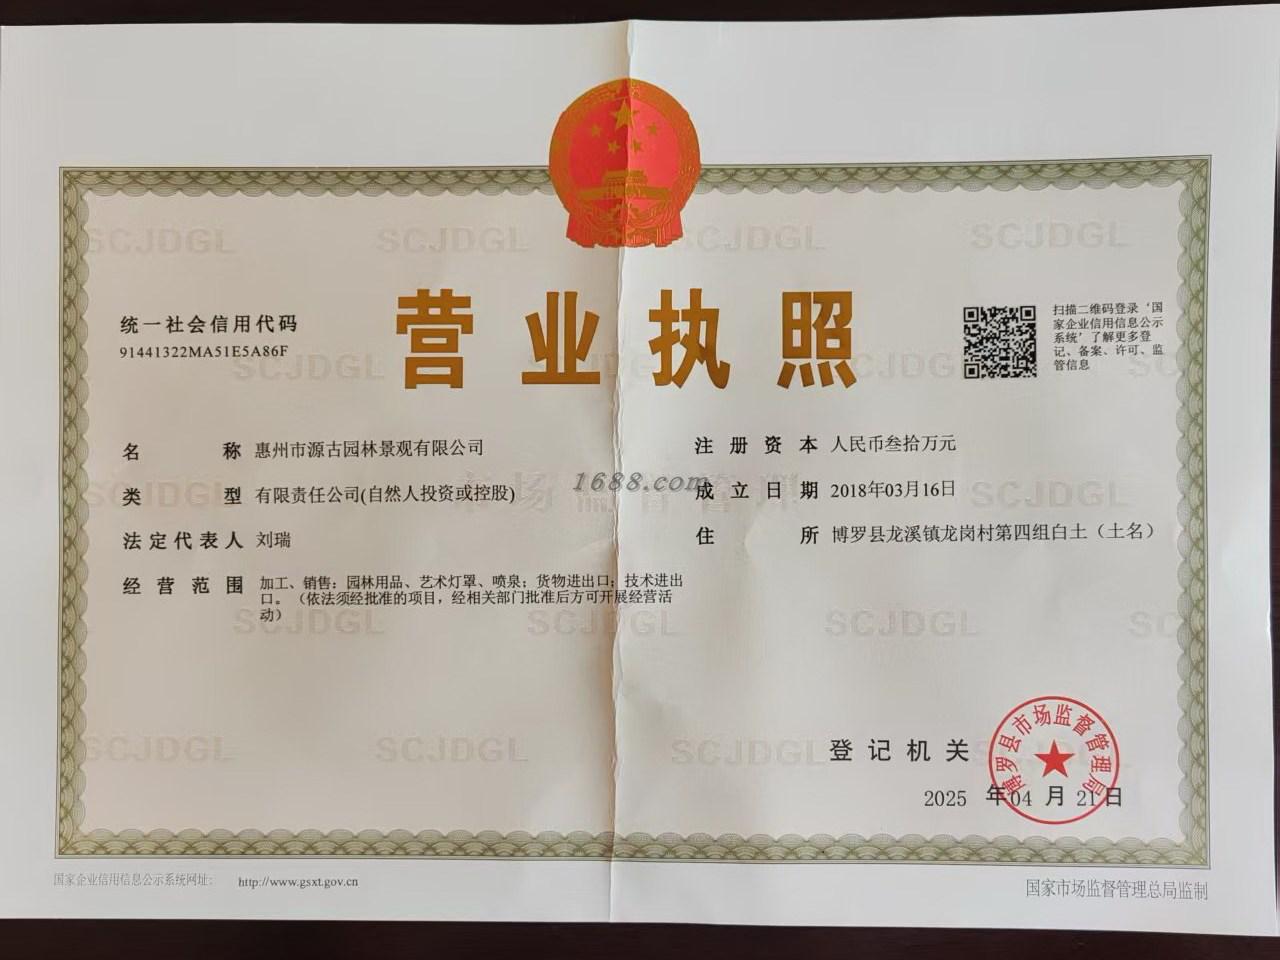 营业执照
统一社会信用代码
91441322MA51E5A86F
扫描二维码登录‘国
家企业信用信息公示
系统’了解更多登
记、备案、许可、监
管信息
名称 惠州市源古园林景观有限公司
类型 有限责任公司(自然人投资或控股)
法定代表人 刘瑞
经营范围 加工、销售：园林用品、艺术灯罩、喷泉；货物进出口；技术进出
口。（依法须经批准的项目，经相关部门批准后方可开展经营活
动）
注册资本 人民币叁拾万元
成立日期 2018年03月16日
住所 博罗县龙溪镇龙岗村第四组白土（土名）
1688.com
登记机关
博罗县市场监督管理局
2025 年 04 月 21 日
国家企业信用信息公示系统网址： http://www.gsxt.gov.cn
国家市场监督管理总局监制
SCJDGL